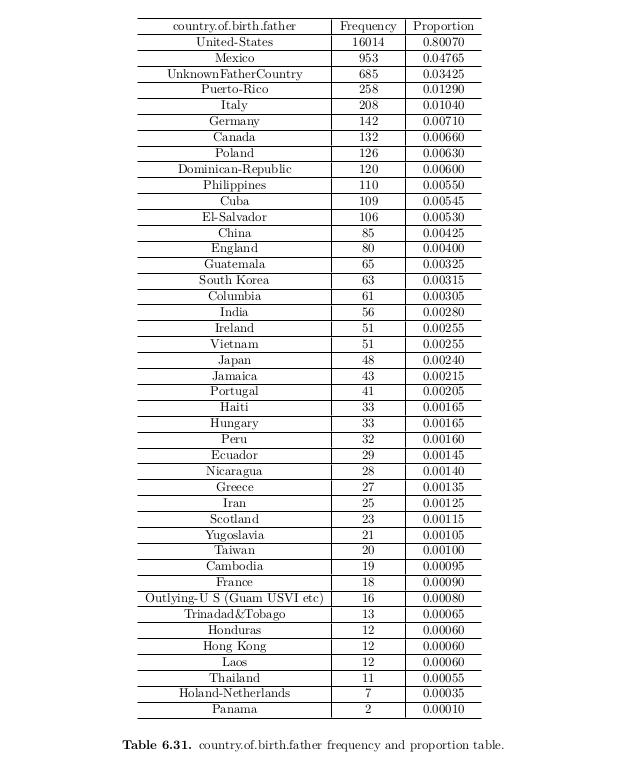 country.of.birth.father Frequency Proportion
United-States 16014 0.80070
Mexico 953 0.04765
UnknownFatherCountry 685 0.03425
Puerto-Rico 258 0.01290
Italy 208 0.01040
Germany 142 0.00710
Canada 132 0.00660
Poland 126 0.00630
Dominican-Republic 120 0.00600
Philippines 110 0.00550
Cuba 109 0.00545
El-Salvador 106 0.00530
China 85 0.00425
England 80 0.00400
Guatemala 65 0.00325
South Korea 63 0.00315
Columbia 61 0.00305
India 56 0.00280
Ireland 51 0.00255
Vietnam 51 0.00255
Japan 48 0.00240
Jamaica 43 0.00215
Portugal 41 0.00205
Haiti 33 0.00165
Hungary 33 0.00165
Peru 32 0.00160
Ecuador 29 0.00145
Nicaragua 28 0.00140
Greece 27 0.00135
Iran 25 0.00125
Scotland 23 0.00115
Yugoslavia 21 0.00105
Taiwan 20 0.00100
Cambodia 19 0.00095
France 18 0.00090
Outlying-U S (Guam USVI etc) 16 0.00080
Trinadad&Tobago 13 0.00065
Honduras 12 0.00060
Hong Kong 12 0.00060
Laos 12 0.00060
Thailand 11 0.00055
Holand-Netherlands 7 0.00035
Panama 2 0.00010
Table 6.31. country.of.birth.father frequency and proportion table.